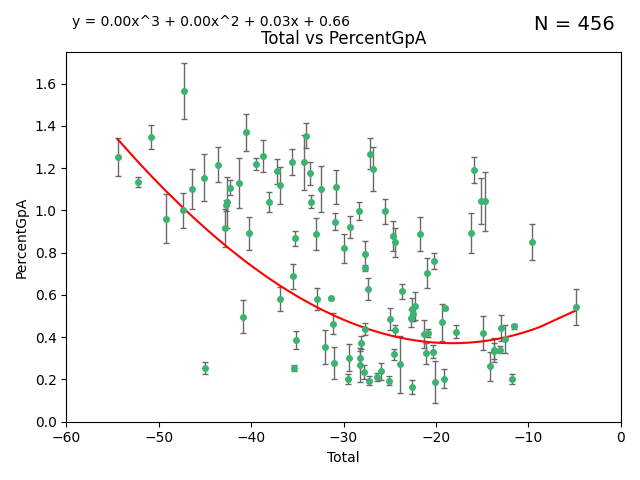 y = 0.00x^3 + 0.00x^2 + 0.03x + 0.66
N = 456
Total vs PercentGpA
1.6
1.4
1.2
1.0
0.8
0.6
0.4
0.2
0.0
PercentGpA
−60 −50 −40 −30 −20 −10 0
Total